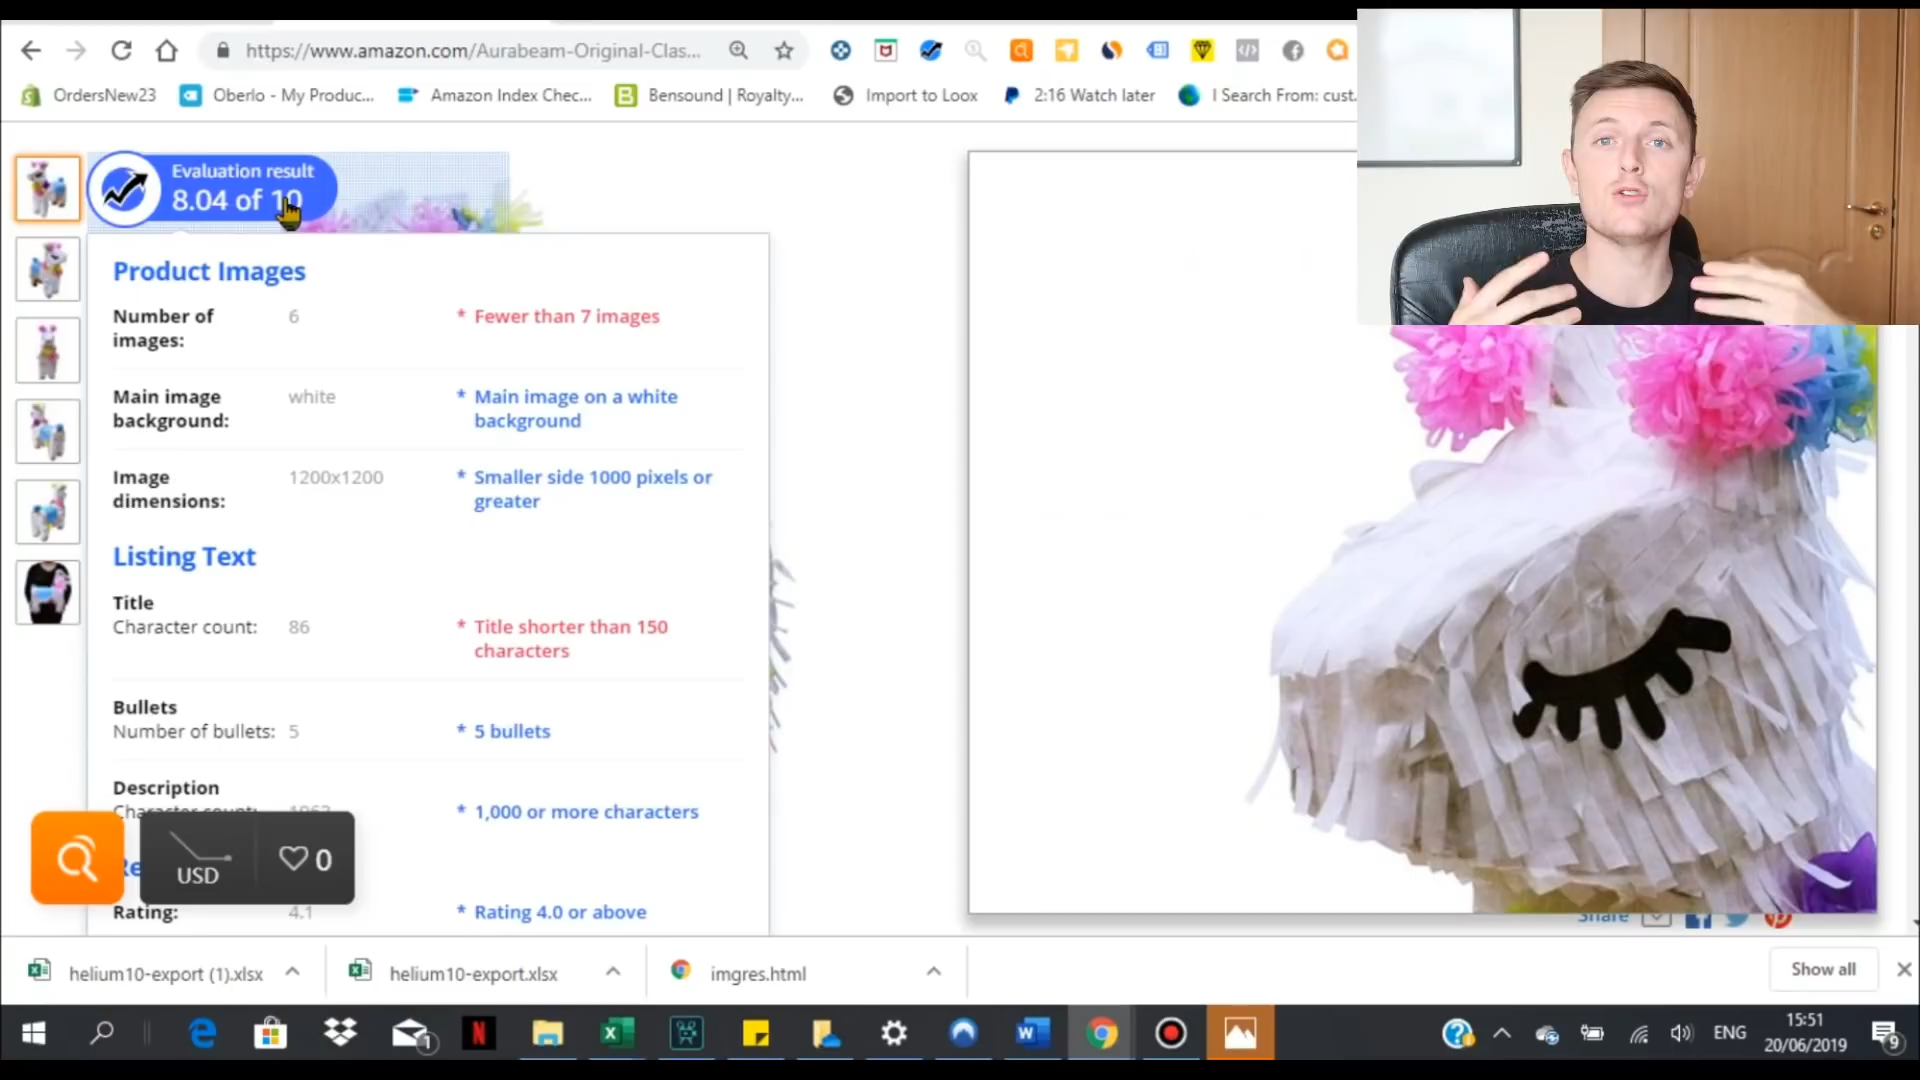 https://www.amazon.com/Aurabeam-Original-Clas...
OrdersNew23
Oberlo - My Produc...
Amazon Index Chec...
Bensound | Royalty...
Import to Loox
2:16 Watch later
I Search From: cust.
Evaluation result
8.04 of 10
Product Images
Number of images: 6 * Fewer than 7 images
Main image background: white * Main image on a white background
Image dimensions: 1200x1200 * Smaller side 1000 pixels or greater
Listing Text
Title
Character count: 86 * Title shorter than 150 characters
Bullets
Number of bullets: 5 * 5 bullets
Description
Character count: * 1,000 or more characters
USD
0
Rating: 4.1 * Rating 4.0 or above
Share
helium10-export (1).xlsx
helium10-export.xlsx
imgres.html
Show all
1
ENG
15:51
20/06/2019
9